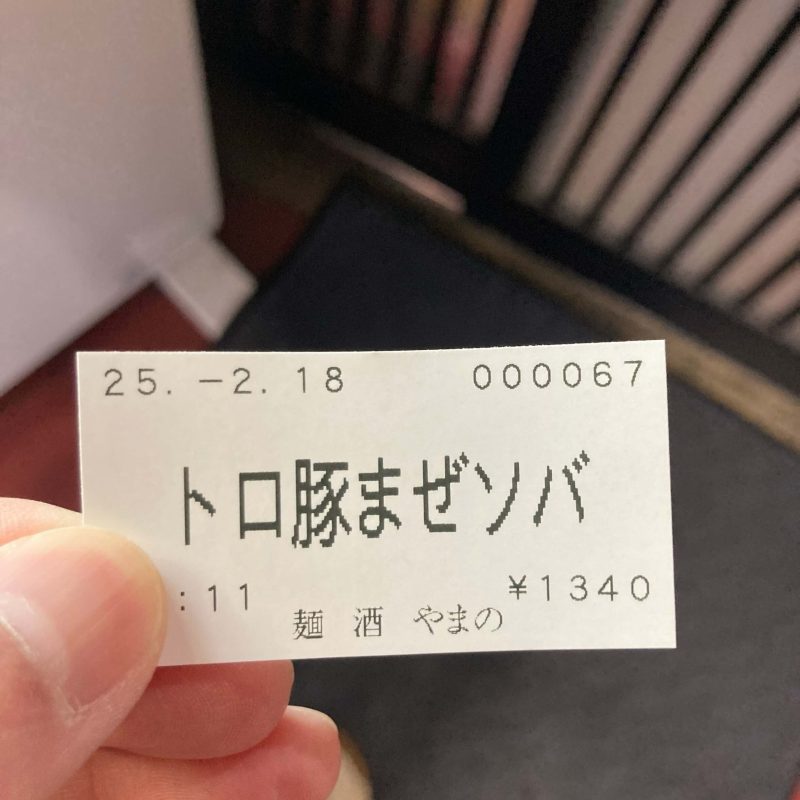 25.-2.18 000067
トロ豚まぜソバ
:11 ¥1340
麺 酒 やまの